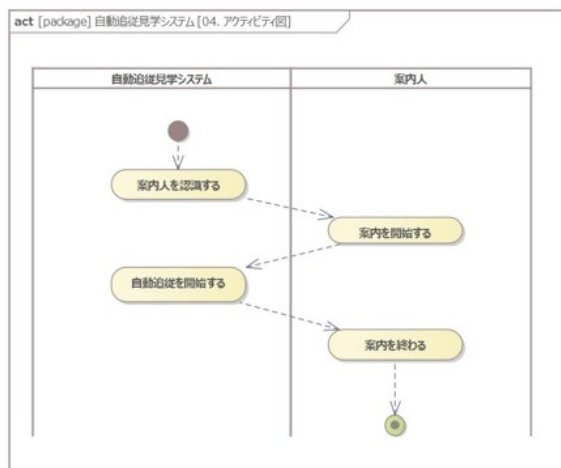 act [package] 自動追従見学システム [04. アクティビティ図]
自動追従見学システム
案内人
案内人を認識する
案内を開始する
自動追従を開始する
案内を終わる